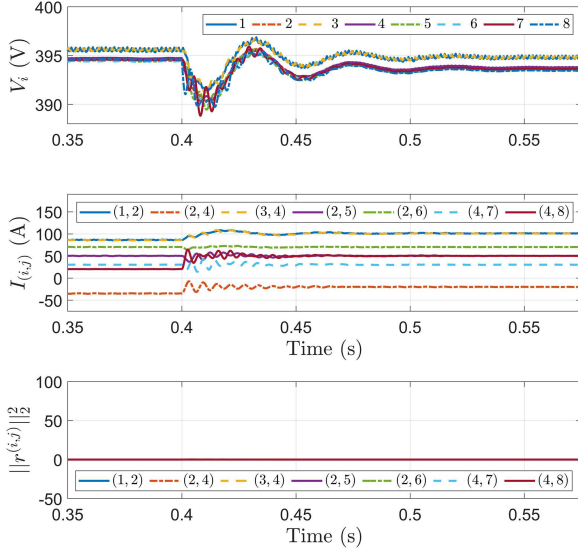 1 2 3 4 5 6 7 8
400
395
390
V_i (V)
0.35 0.4 0.45 0.5 0.55
(1, 2) (2, 4) (3, 4) (2, 5) (2, 6) (4, 7) (4, 8)
150
100
50
0
-50
I_{(i,j)} (A)
0.35 0.4 0.45 0.5 0.55
Time (s)
100
50
0
-50
||r^{(i,j)}||_2^2
(1, 2) (2, 4) (3, 4) (2, 5) (2, 6) (4, 7) (4, 8)
0.35 0.4 0.45 0.5 0.55
Time (s)